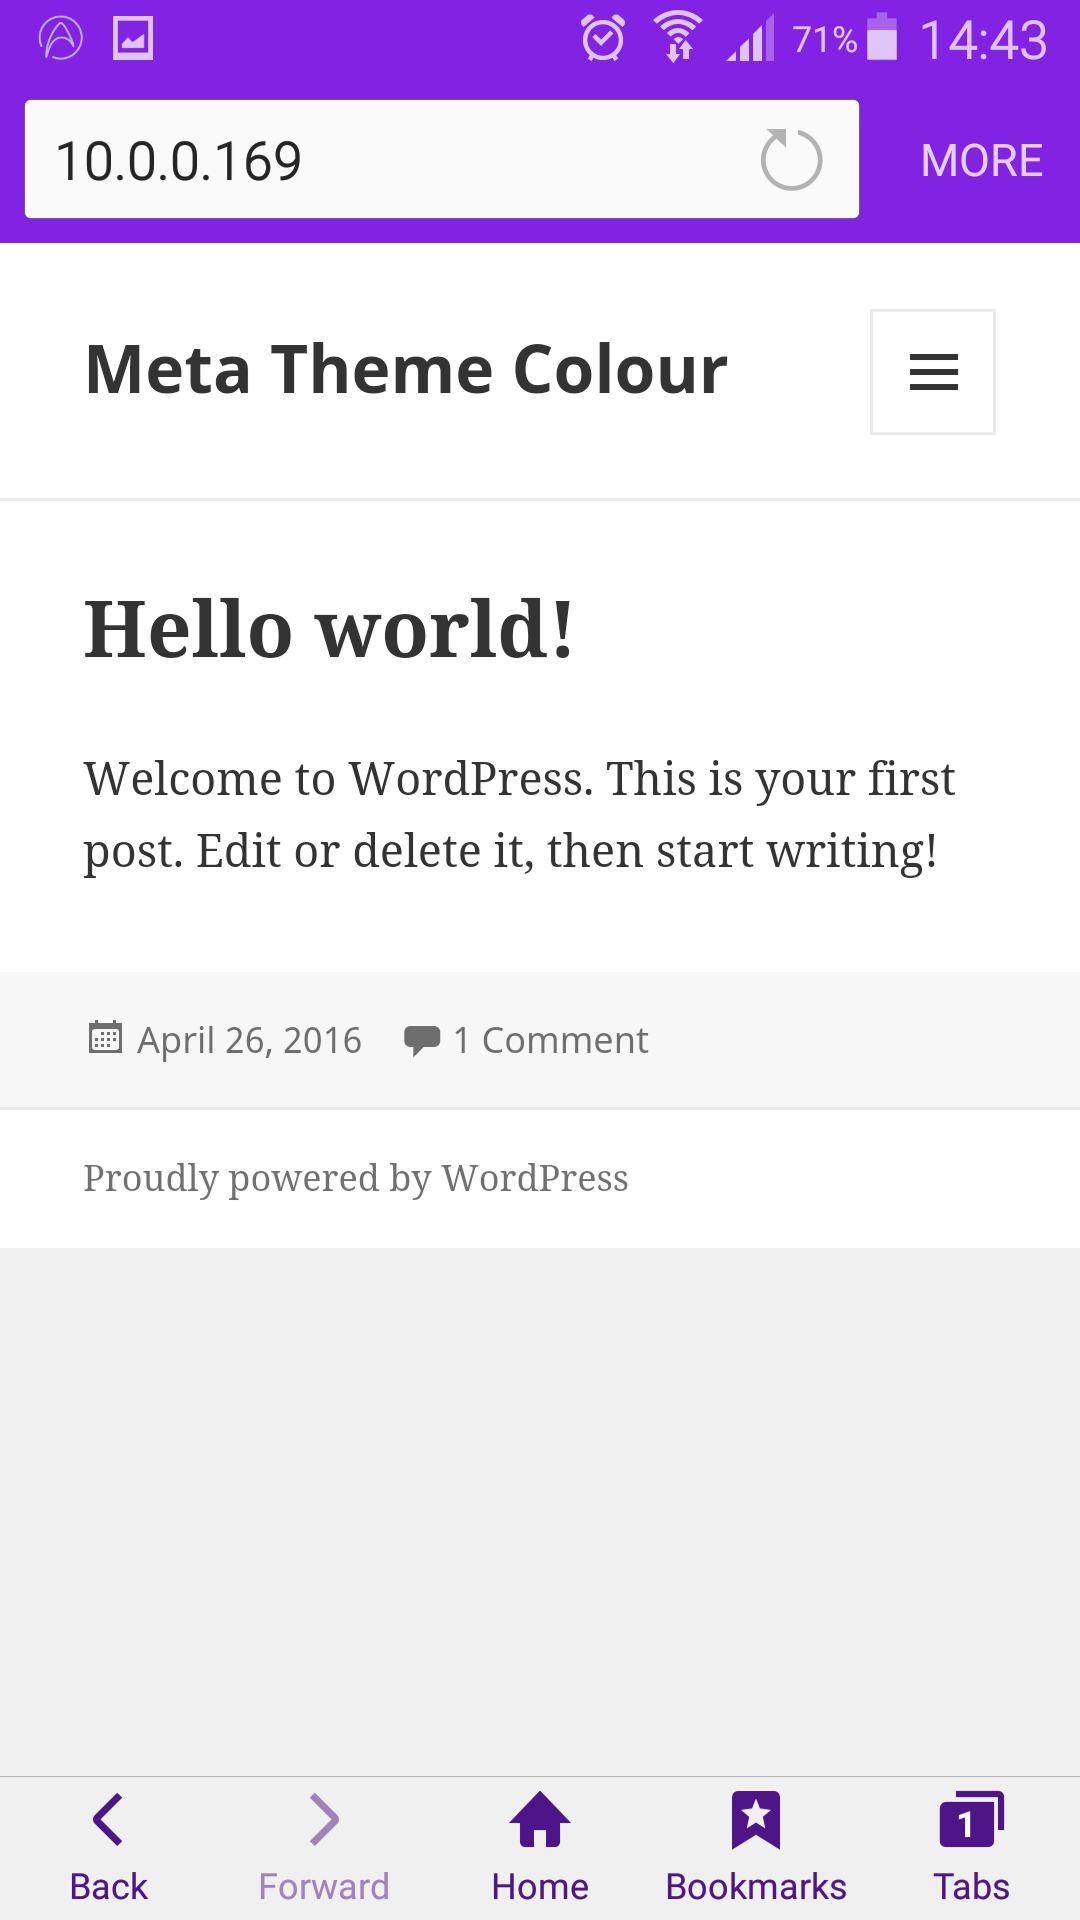 71% 14:43
10.0.0.169 MORE
Meta Theme Colour
Hello world!
Welcome to WordPress. This is your first
post. Edit or delete it, then start writing!
April 26, 2016 1 Comment
Proudly powered by WordPress
1
Back Forward Home Bookmarks Tabs